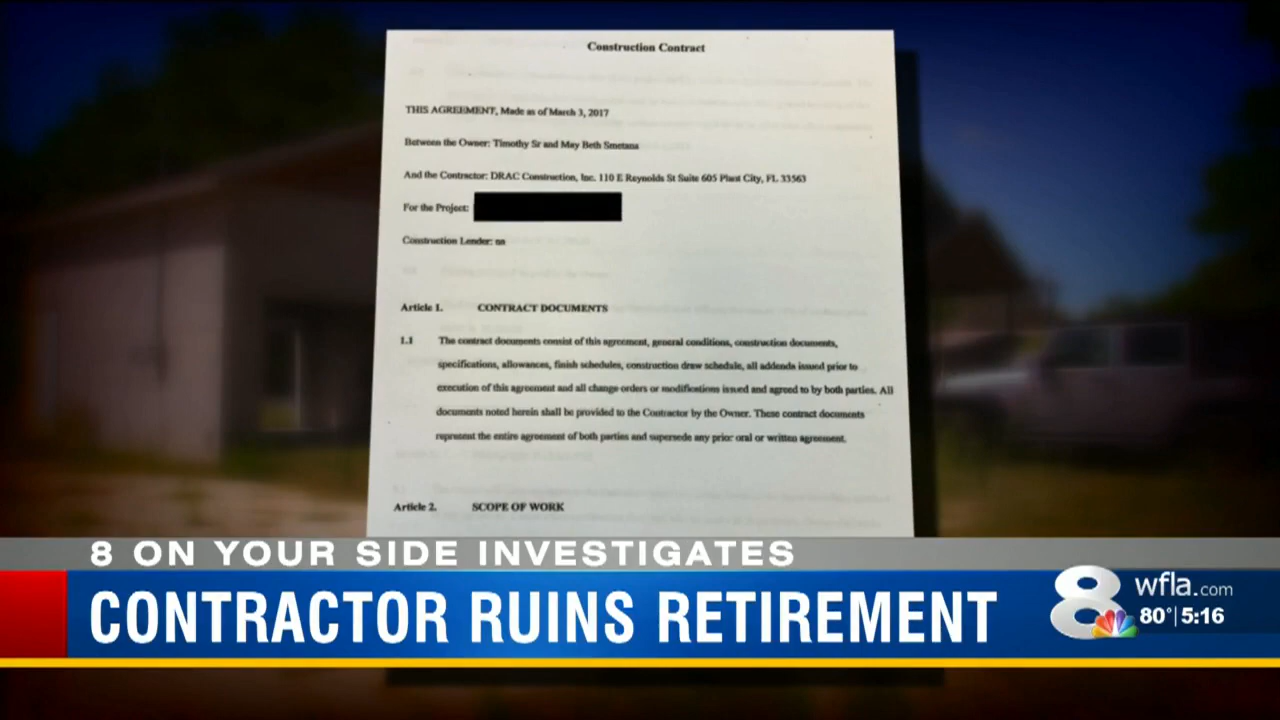 Construction Contract
THIS AGREEMENT, Made as of March 3, 2017
Between the Owner: Timothy Sr and May Beth Smetana
And the Contractor: DRAC Construction, Inc. 110 E Reynolds St Suite 605 Plant City, FL 33563
For the Project:
Construction Lender: na
Article 1. CONTRACT DOCUMENTS
1.1 The contract documents consist of this agreement, general conditions, construction documents,
specifications, allowances, finish schedules, construction draw schedule, all addenda issued prior to
execution of this agreement and all change orders or modifications issued and agreed to by both parties. All
documents noted herein shall be provided to the Contractor by the Owner. These contract documents
represent the entire agreement of both parties and supersede any prior oral or written agreement.
Article 2. SCOPE OF WORK
8 ON YOUR SIDE INVESTIGATES
CONTRACTOR RUINS RETIREMENT
8 wfla.com
80° | 5:16